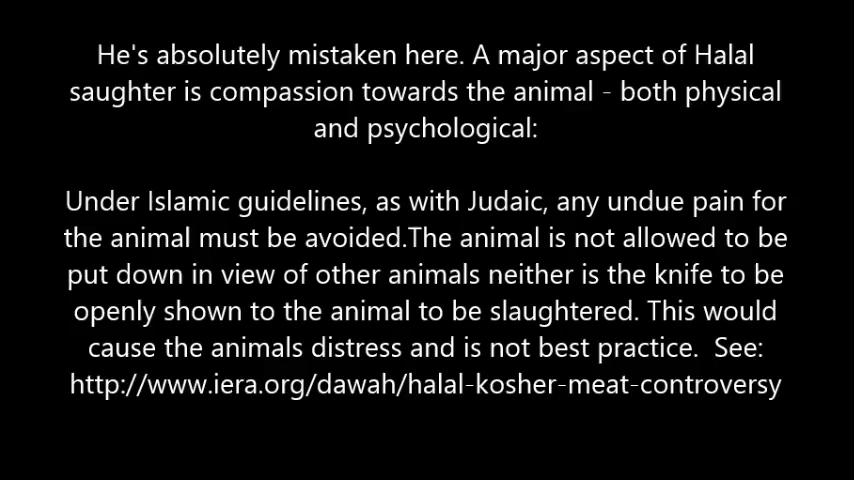 He's absolutely mistaken here. A major aspect of Halal
saughter is compassion towards the animal - both physical
and psychological:
Under Islamic guidelines, as with Judaic, any undue pain for
the animal must be avoided.The animal is not allowed to be
put down in view of other animals neither is the knife to be
openly shown to the animal to be slaughtered. This would
cause the animals distress and is not best practice.  See:
http://www.iera.org/dawah/halal-kosher-meat-controversy